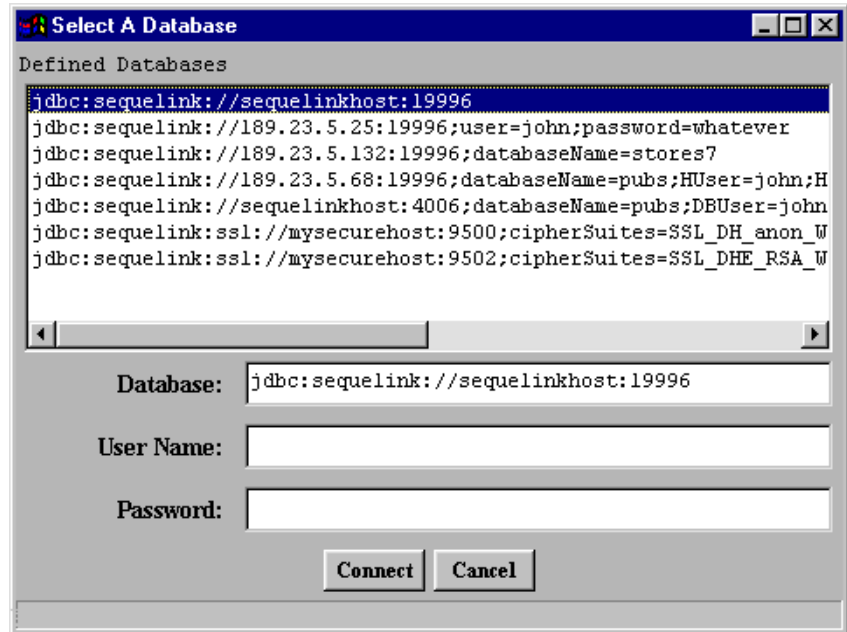 Select A Database
Defined Databases
jdbc:sequelink://sequelinkhost:19996
jdbc:sequelink://189.23.5.25:19996;user=john;password=whatever
jdbc:sequelink://189.23.5.132:19996;databaseName=stores7
jdbc:sequelink://189.23.5.68:19996;databaseName=pubs;HUser=john;H
jdbc:sequelink://sequelinkhost:4006;databaseName=pubs;DBUser=john
jdbc:sequelink:ssl://mysecurehost:9500;cipherSuites=SSL_DH_anon_W
jdbc:sequelink:ssl://mysecurehost:9502;cipherSuites=SSL_DHE_RSA_W
Database: jdbc:sequelink://sequelinkhost:19996
User Name:
Password:
Connect Cancel